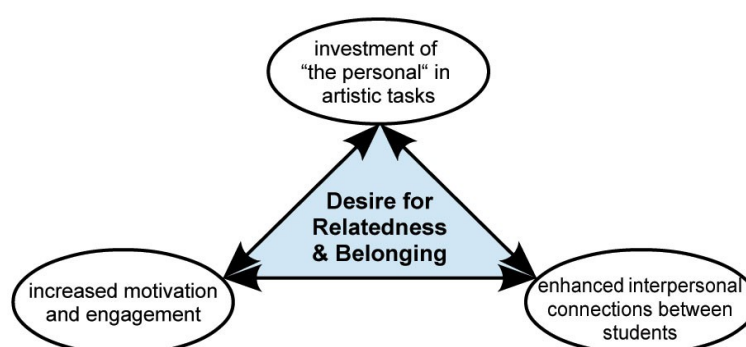 investment of
“the personal“ in
artistic tasks
Desire for
Relatedness
& Belonging
increased motivation
and engagement
enhanced interpersonal
connections between
students